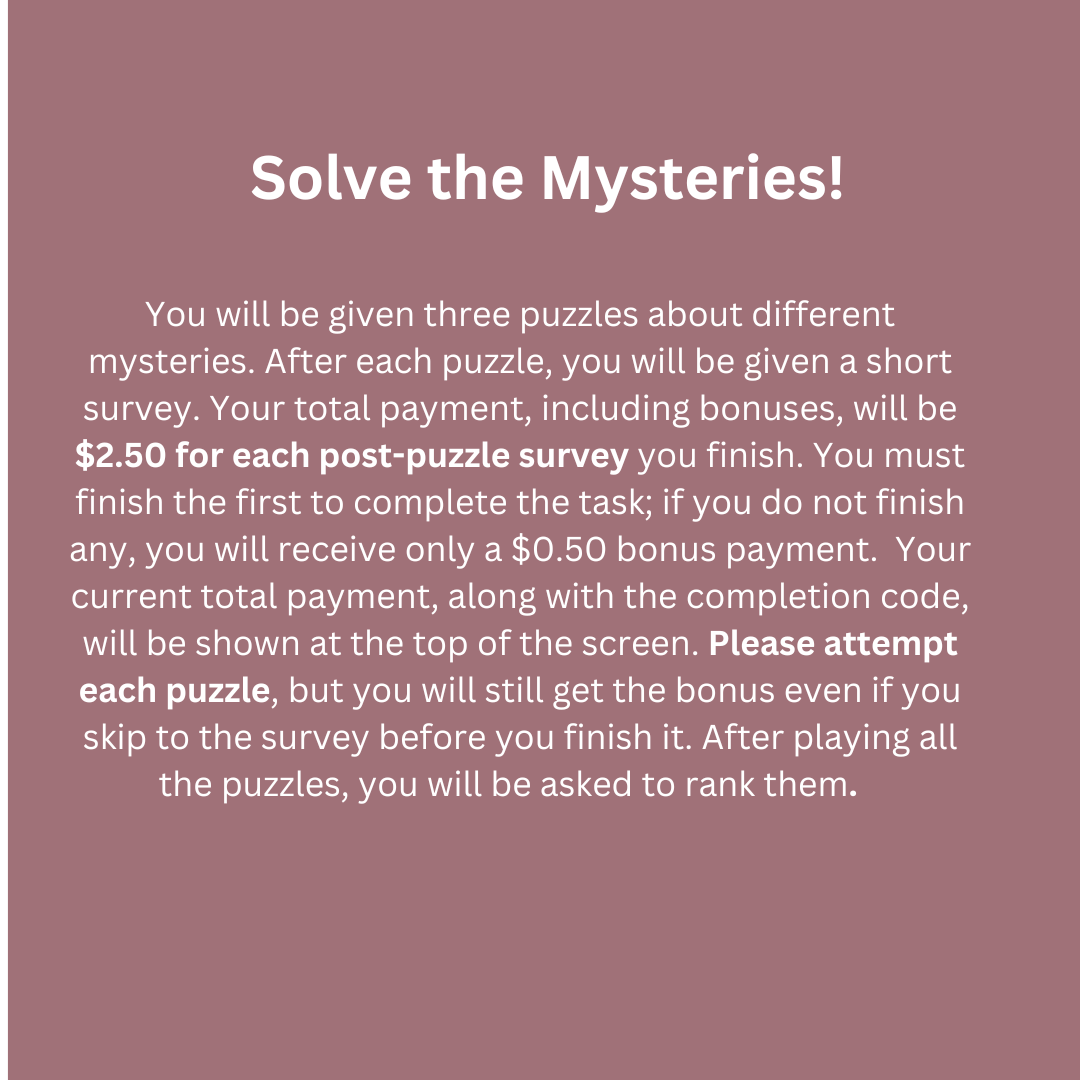 Solve the Mysteries!
You will be given three puzzles about different
mysteries. After each puzzle, you will be given a short
survey. Your total payment, including bonuses, will be
$2.50 for each post-puzzle survey you finish. You must
finish the first to complete the task; if you do not finish
any, you will receive only a $0.50 bonus payment.  Your
current total payment, along with the completion code,
will be shown at the top of the screen. Please attempt
each puzzle, but you will still get the bonus even if you
skip to the survey before you finish it. After playing all
the puzzles, you will be asked to rank them.